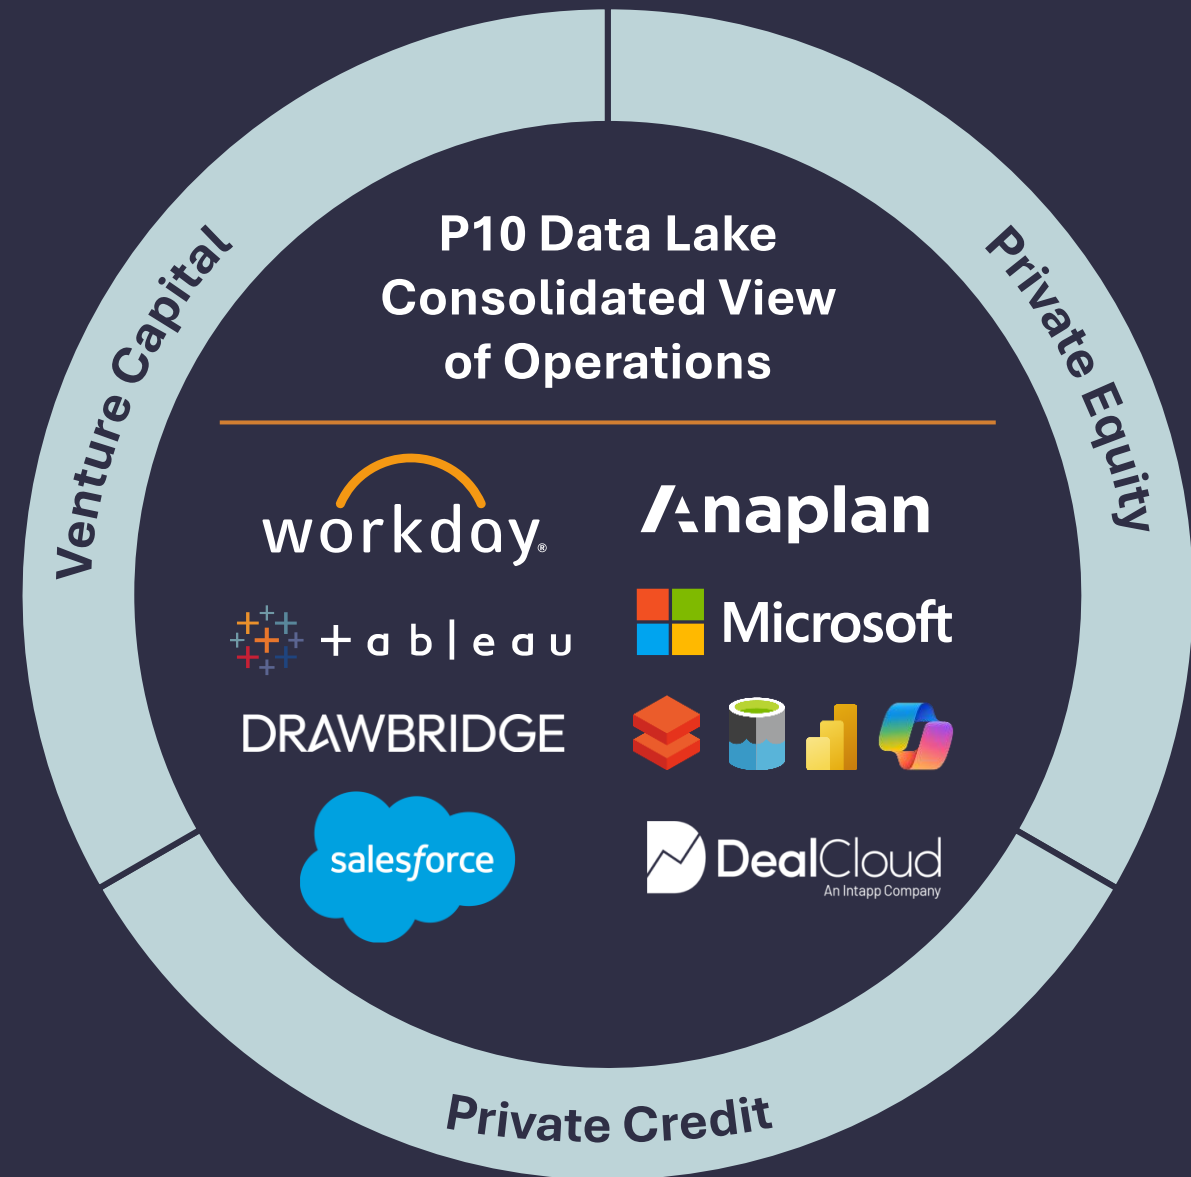 P10 Data Lake
Consolidated View
of Operations
Venture Capital
Private Equity
workday®
Anaplan
+ableau
Microsoft
DRAWBRIDGE
salesforce
DealCloud
An Intapp Company
Private Credit